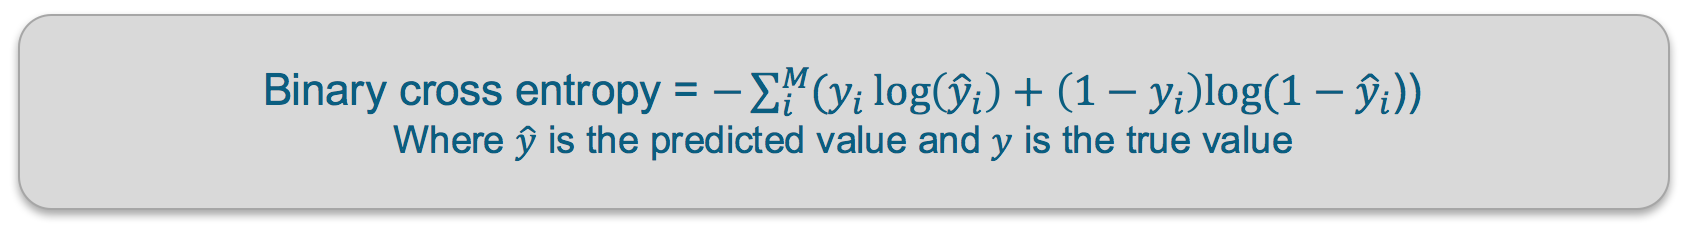 Binary cross entropy = −∑ᵢᴹ(yᵢ log(ŷᵢ) + (1 − yᵢ)log(1 − ŷᵢ))
Where ŷ is the predicted value and y is the true value